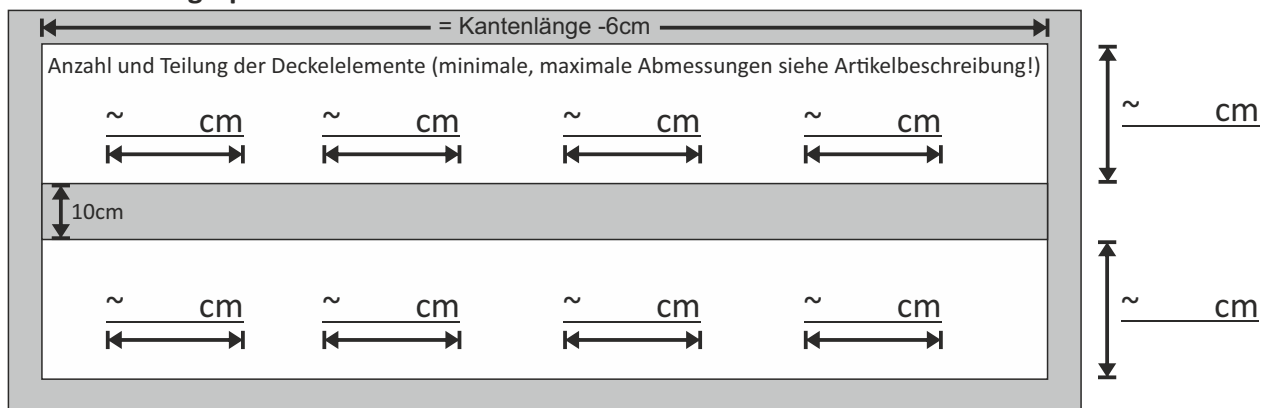 = Kantenlänge -6cm
Anzahl und Teilung der Deckelelemente (minimale, maximale Abmessungen siehe Artikelbeschreibung!)
~ cm ~ cm ~ cm ~ cm
~ cm
10cm
~ cm ~ cm ~ cm ~ cm
~ cm